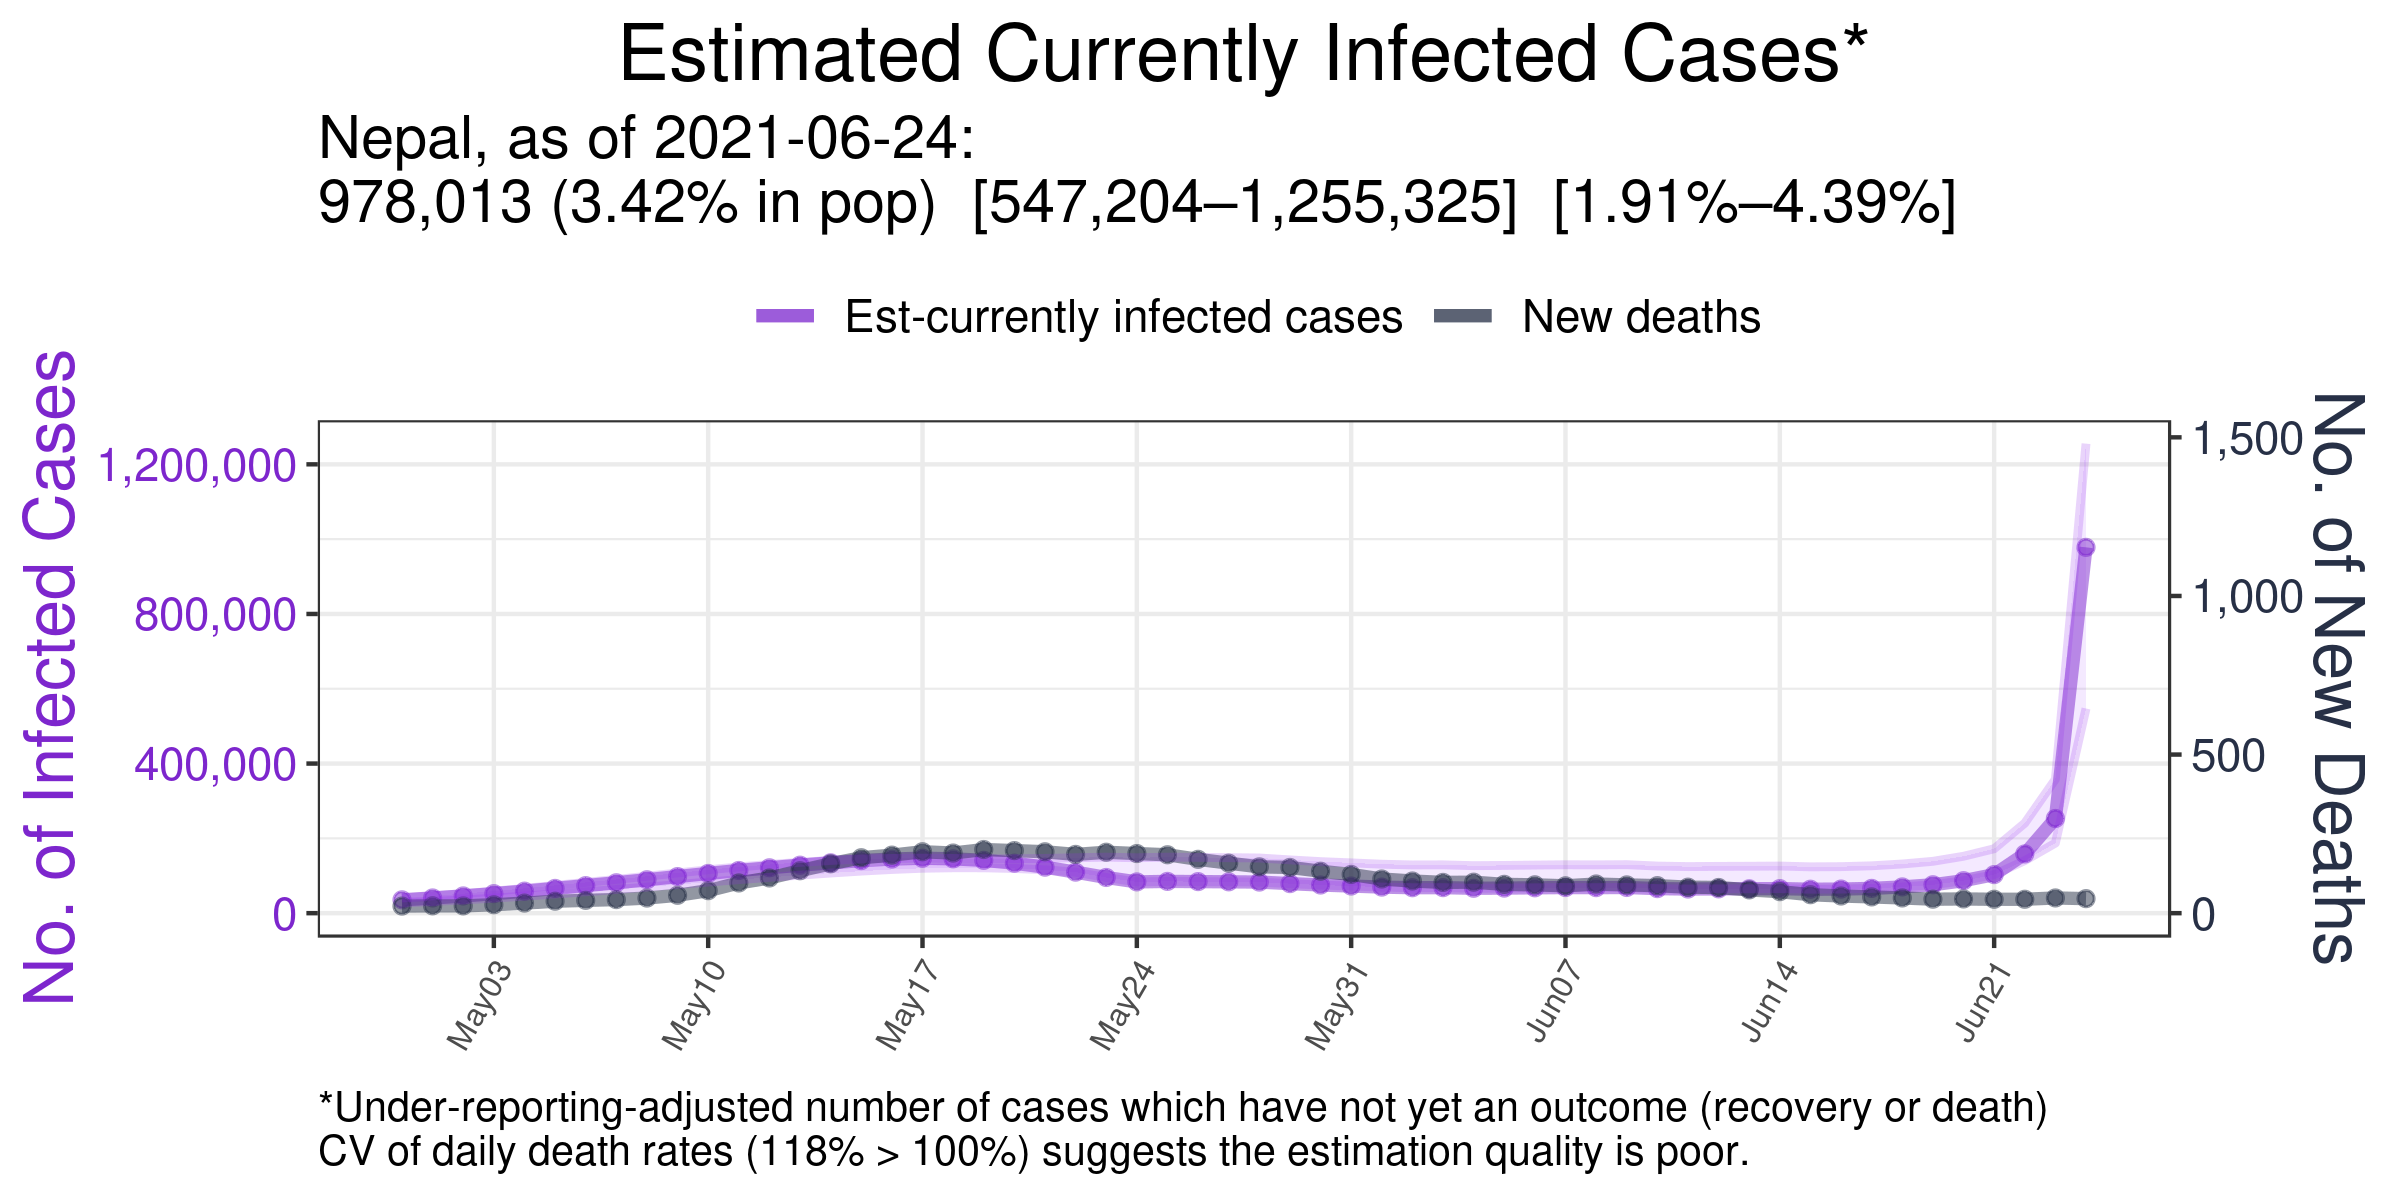 Estimated Currently Infected Cases*
Nepal, as of 2021-06-24:
978,013 (3.42% in pop)  [547,204–1,255,325]  [1.91%–4.39%]
Est-currently infected cases
New deaths
No. of Infected Cases
1,200,000
800,000
400,000
0
1,500
1,000
500
0
No. of New Deaths
May03
May10
May17
May24
May31
Jun07
Jun14
Jun21
*Under-reporting-adjusted number of cases which have not yet an outcome (recovery or death)
CV of daily death rates (118% > 100%) suggests the estimation quality is poor.